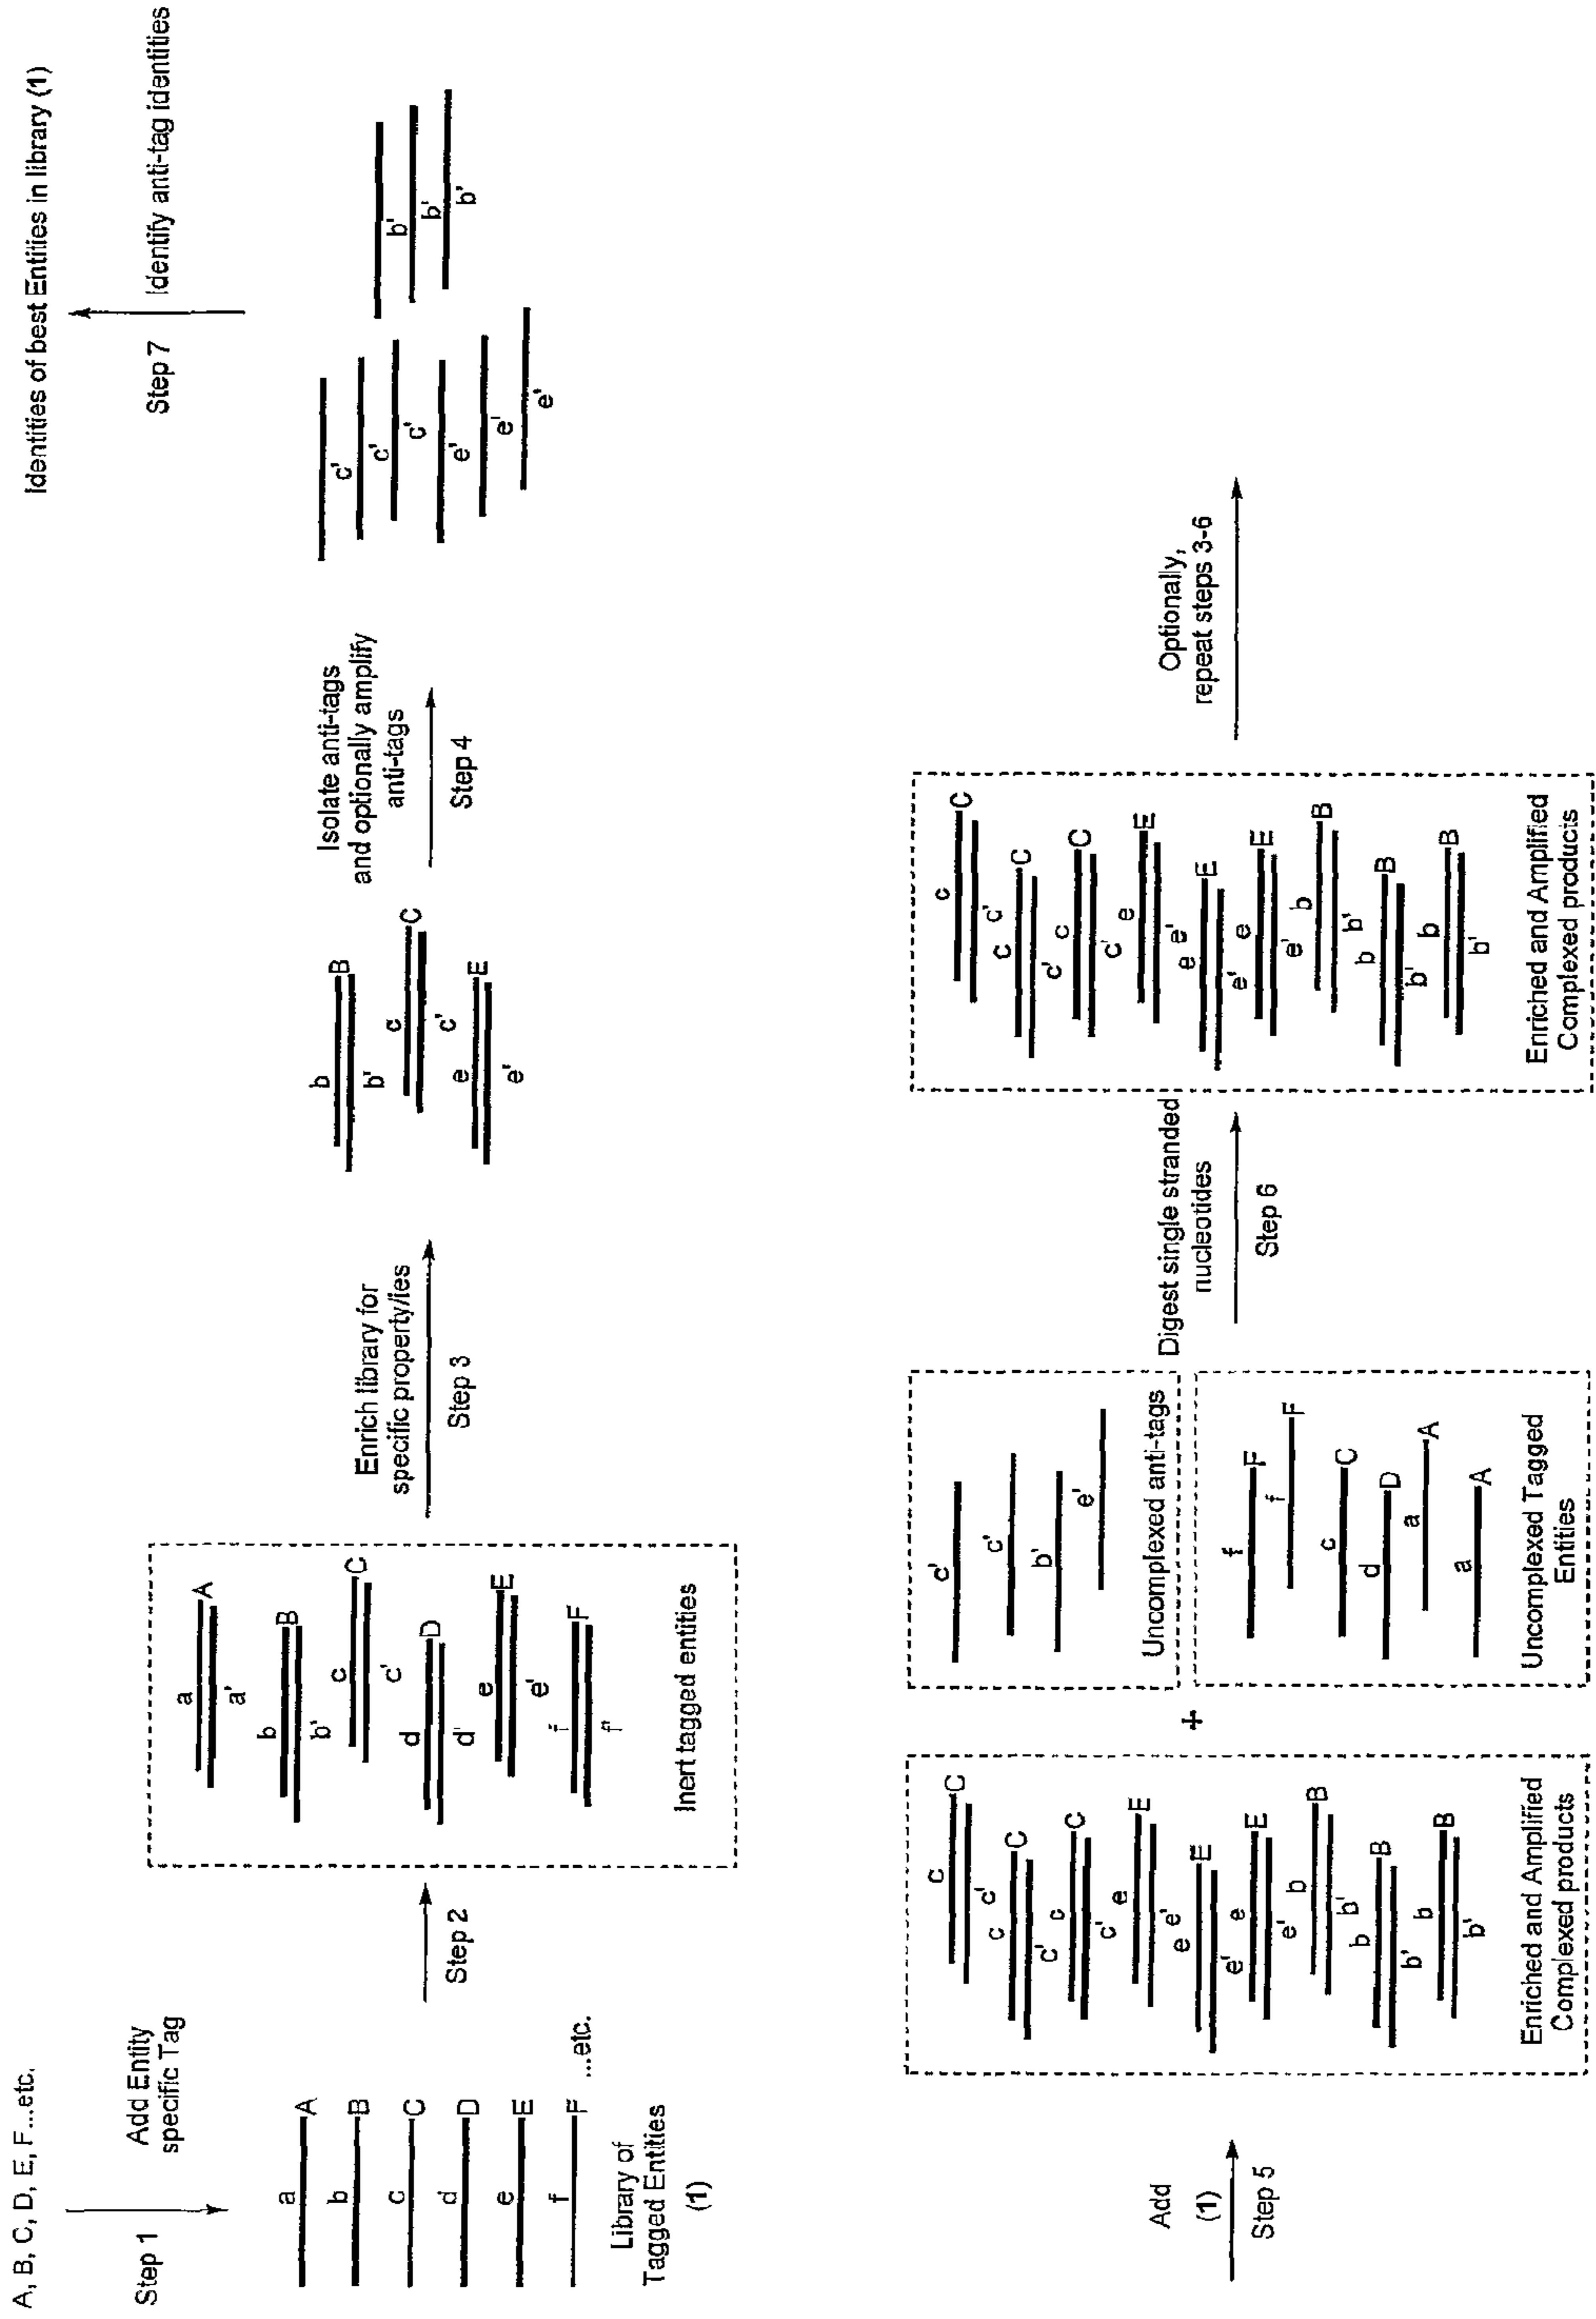 A, B, C, D, E, F...etc.
Step 1
Add Entity
specific Tag
a
A
b
B
c
C
d
D
e
E
f
F
...etc.
Library of
Tagged Entities
(1)
Step 2
a
A
a'
b
B
b'
c
C
c'
d
D
d'
e
E
e'
f
F
f'
Inert tagged entities
Enrich library for
specific property/ies
Step 3
b
B
b'
c
C
c'
e
E
e'
Isolate anti-tags
and optionally amplify
anti-tags
Step 4
c'
c'
c'
e'
e'
e'
b'
b'
b'
Step 7
Identify anti-tag identities
Identities of best Entities in library (1)
Add
(1)
Step 5
c
C
c'
c
C
c'
c
C
c'
e
E
e'
e
E
e'
e
E
e'
b
B
b'
b
B
b'
b
B
b'
Enriched and Amplified
Complexed products
+
c'
c'
b'
e'
Uncomplexed anti-tags
f
F
f
F
c
C
d
D
a
A
a
A
Uncomplexed Tagged
Entities
Digest single stranded
nucleotides
Step 6
c
C
c'
c
C
c'
c
C
c'
e
E
e'
e
E
e'
e
E
e'
b
B
b'
b
B
b'
b
B
b'
Enriched and Amplified
Complexed products
Optionally,
repeat steps 3-6